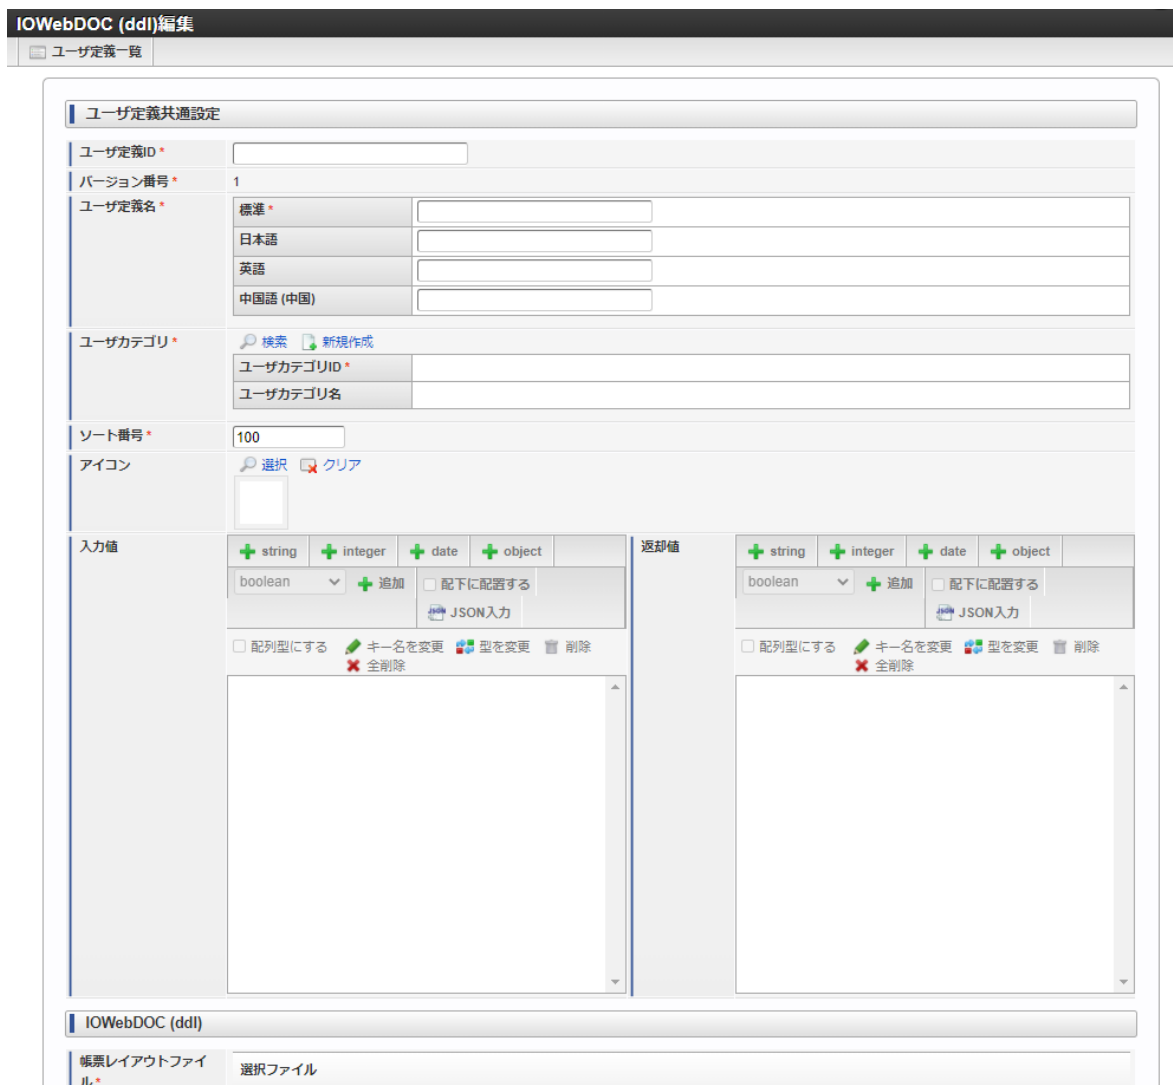 IOWebDOC (ddl)編集
ユーザ定義一覧
ユーザ定義共通設定
ユーザ定義ID *
バージョン番号 * 1
ユーザ定義名 *
標準 *
日本語
英語
中国語 (中国)
ユーザカテゴリ * 検索 新規作成
ユーザカテゴリID *
ユーザカテゴリ名
ソート番号 * 100
アイコン 選択 クリア
入力値
string integer date object
boolean 追加 配下に配置する
JSON入力
配列型にする キー名を変更 型を変更 削除
全削除
返却値
string integer date object
boolean 追加 配下に配置する
JSON入力
配列型にする キー名を変更 型を変更 削除
全削除
IOWebDOC (ddl)
帳票レイアウトファイ
ル *
選択ファイル